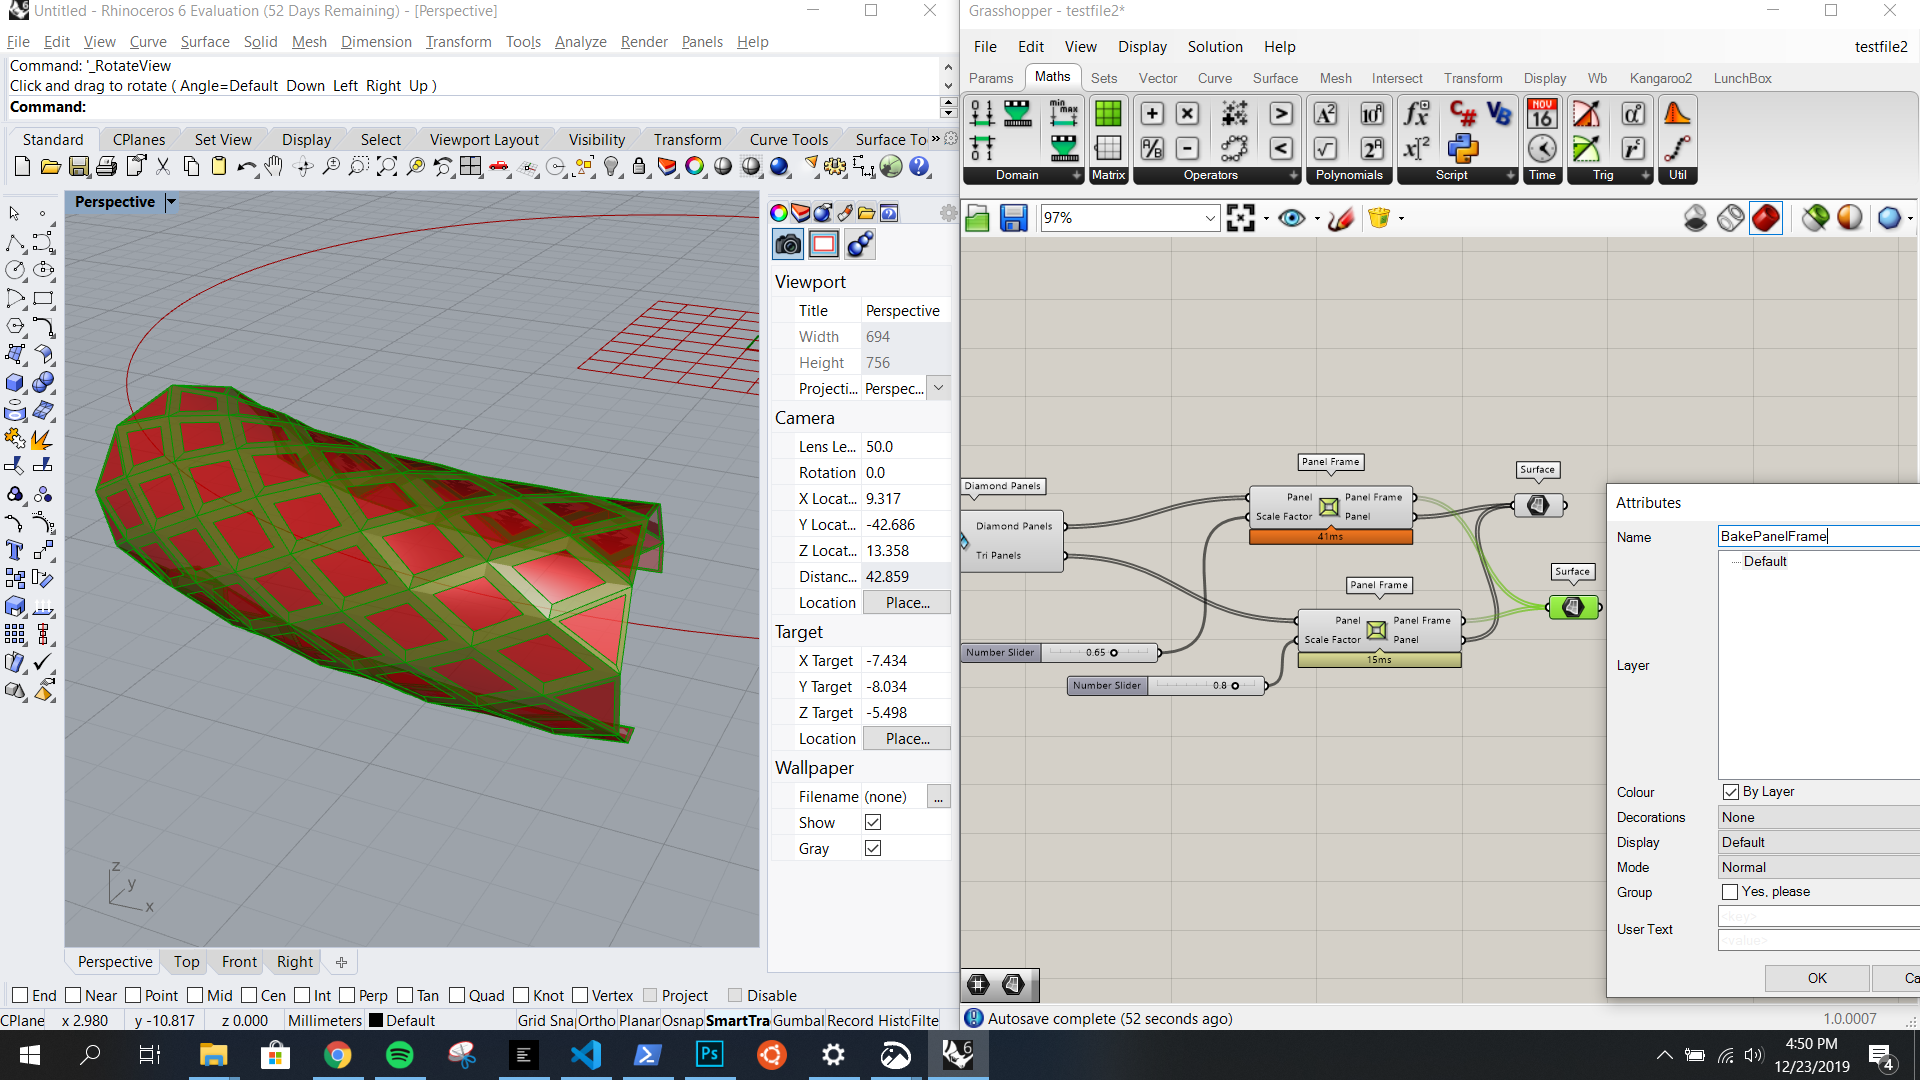 Untitled - Rhinoceros 6 Evaluation (52 Days Remaining) - [Perspective]
File Edit View Curve Surface Solid Mesh Dimension Transform Tools Analyze Render Panels Help
Command: '_RotateView
Click and drag to rotate ( Angle=Default Down Left Right Up )
Command:
Standard CPlanes Set View Display Select Viewport Layout Visibility Transform Curve Tools Surface To »
Perspective
Viewport
Title Perspective
Width 694
Height 756
Projecti... Perspec...
Camera
Lens Le... 50.0
Rotation 0.0
X Locat... 9.317
Y Locat... -42.686
Z Locat... 13.358
Distanc... 42.859
Location Place...
Target
X Target -7.434
Y Target -8.034
Z Target -5.498
Location Place...
Wallpaper
Filename (none) ...
Show
Gray
z
y
x
Perspective Top Front Right
End Near Point Mid Cen Int Perp Tan Quad Knot Vertex Project Disable
CPlane x 2.980 y -10.817 z 0.000 Millimeters Default Grid Sna Ortho Planar Osnap SmartTra Gumbal Record Histo Filte
Grasshopper - testfile2*
File Edit View Display Solution Help testfile2
Params Maths Sets Vector Curve Surface Mesh Intersect Transform Display Wb Kangaroo2 LunchBox
Domain Matrix Operators Polynomials Script Time Trig Util
97%
Panel Frame
Surface
Diamond Panels
Panel Panel Frame
Scale Factor Panel
41ms
Diamond Panels
Tri Panels
Panel Frame
Surface
Panel Panel Frame
Scale Factor Panel
15ms
Number Slider 0.65
Number Slider 0.8
Attributes
Name BakePanelFrame
Default
Layer
Colour By Layer
Decorations None
Display Default
Mode Normal
Group Yes, please
<key>
User Text
<value>
OK Ca
Autosave complete (52 seconds ago) 1.0.0007
4:50 PM
12/23/2019
4